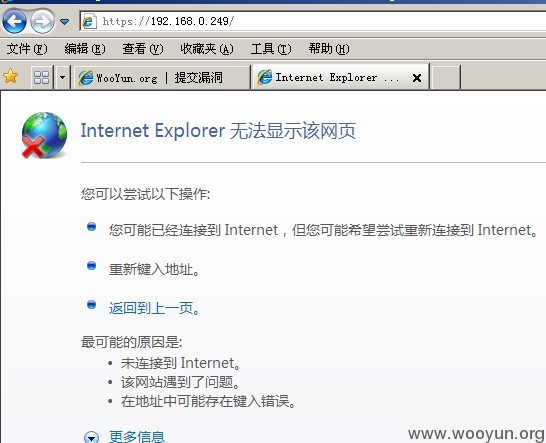 https://192.168.0.249/
文件(F) 编辑(E) 查看(V) 收藏夹(A) 工具(T) 帮助(H)
WooYun.org | 提交漏洞 Internet Explorer ...
Internet Explorer 无法显示该网页
您可以尝试以下操作:
您可能已经连接到 Internet，但您可能希望尝试重新连接到 Internet。
重新键入地址。
返回到上一页。
最可能的原因是:
• 未连接到 Internet。
• 该网站遇到了问题。
• 在地址中可能存在键入错误。
更多信息
www.wooyun.org